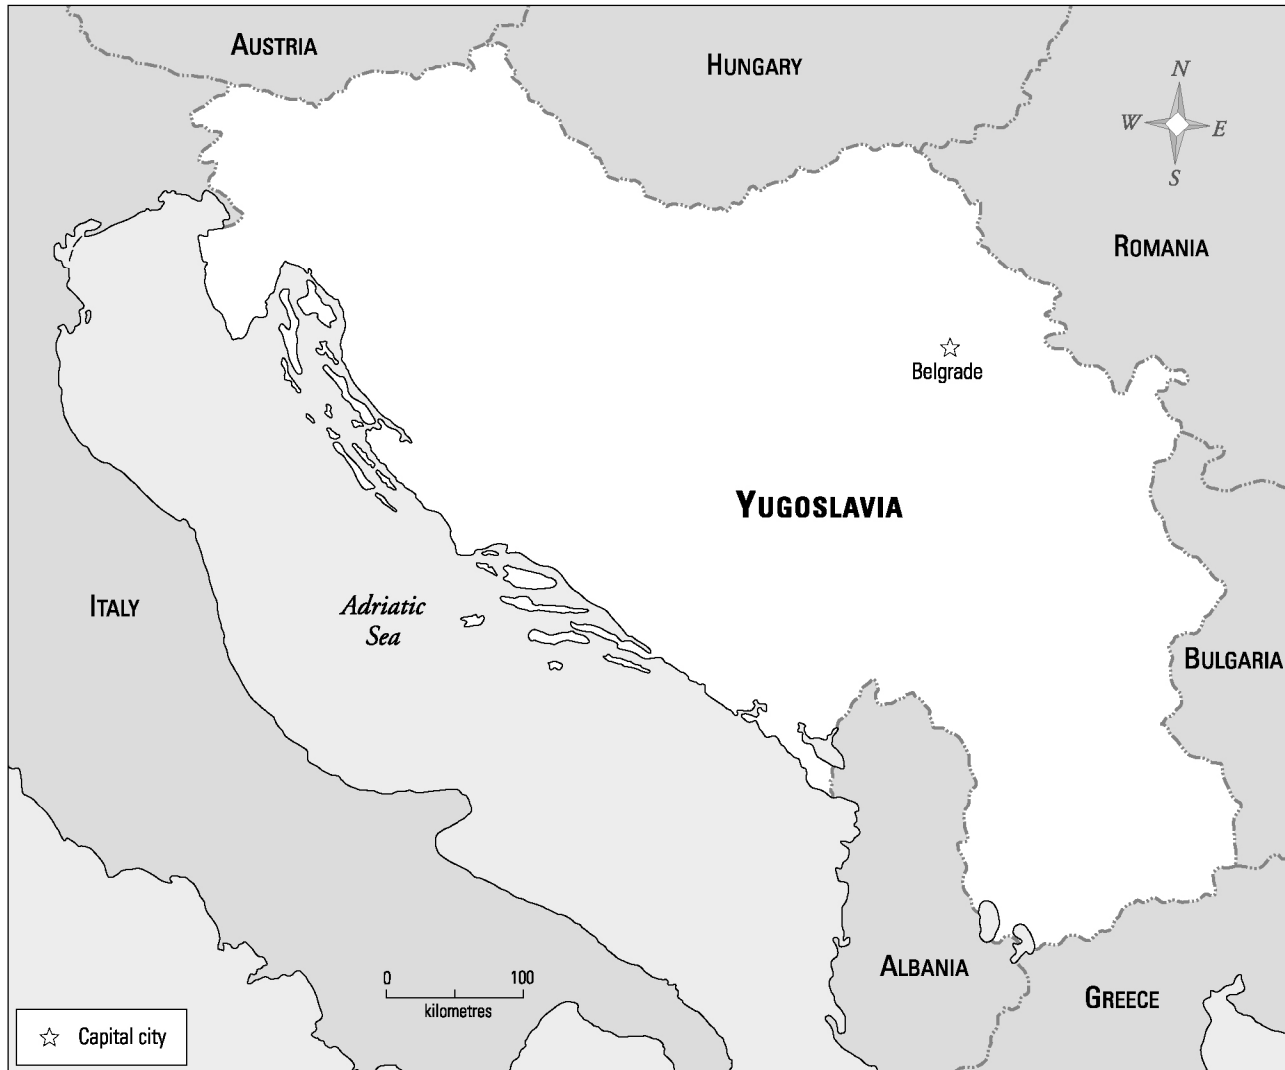 AUSTRIA
HUNGARY
N
W
E
S
ROMANIA
Belgrade
YUGOSLAVIA
ITALY
Adriatic
Sea
BULGARIA
ALBANIA
GREECE
0 100
kilometres
Capital city